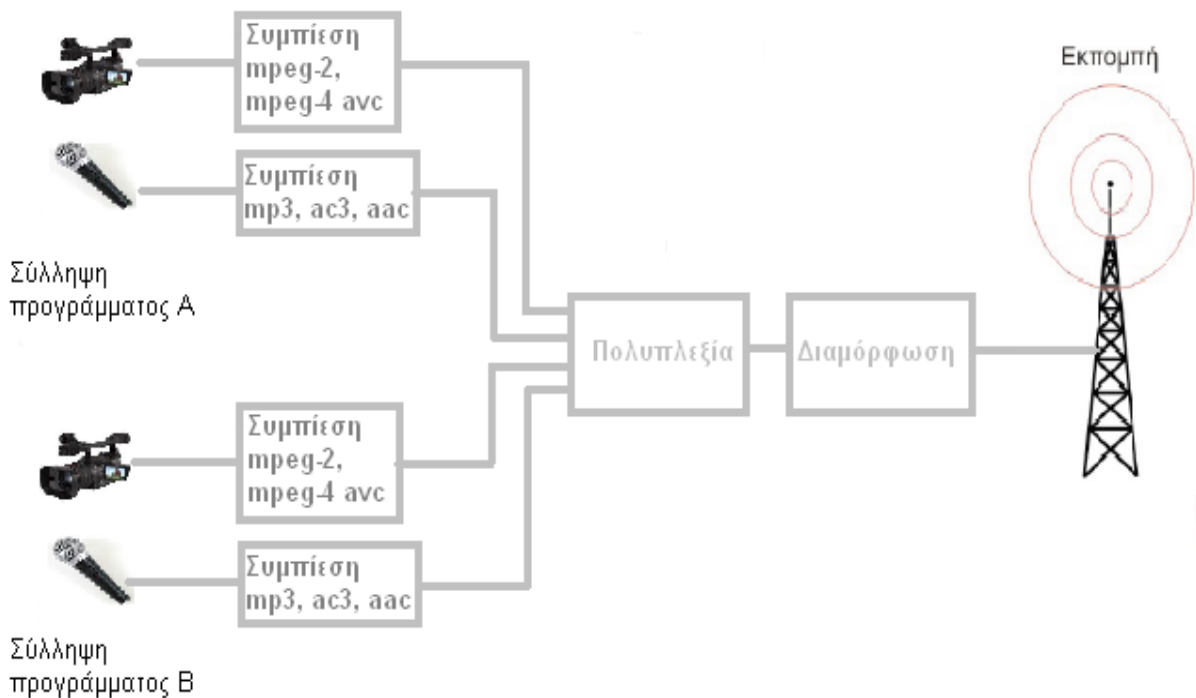 Συμπίεση
mpeg-2,
mpeg-4 avc
Συμπίεση
mp3, ac3, aac
Σύλληψη
προγράμματος Α
Εκπομπή
Πολυπλεξία
Διαμόρφωση
Συμπίεση
mpeg-2,
mpeg-4 avc
Συμπίεση
mp3, ac3, aac
Σύλληψη
προγράμματος Β